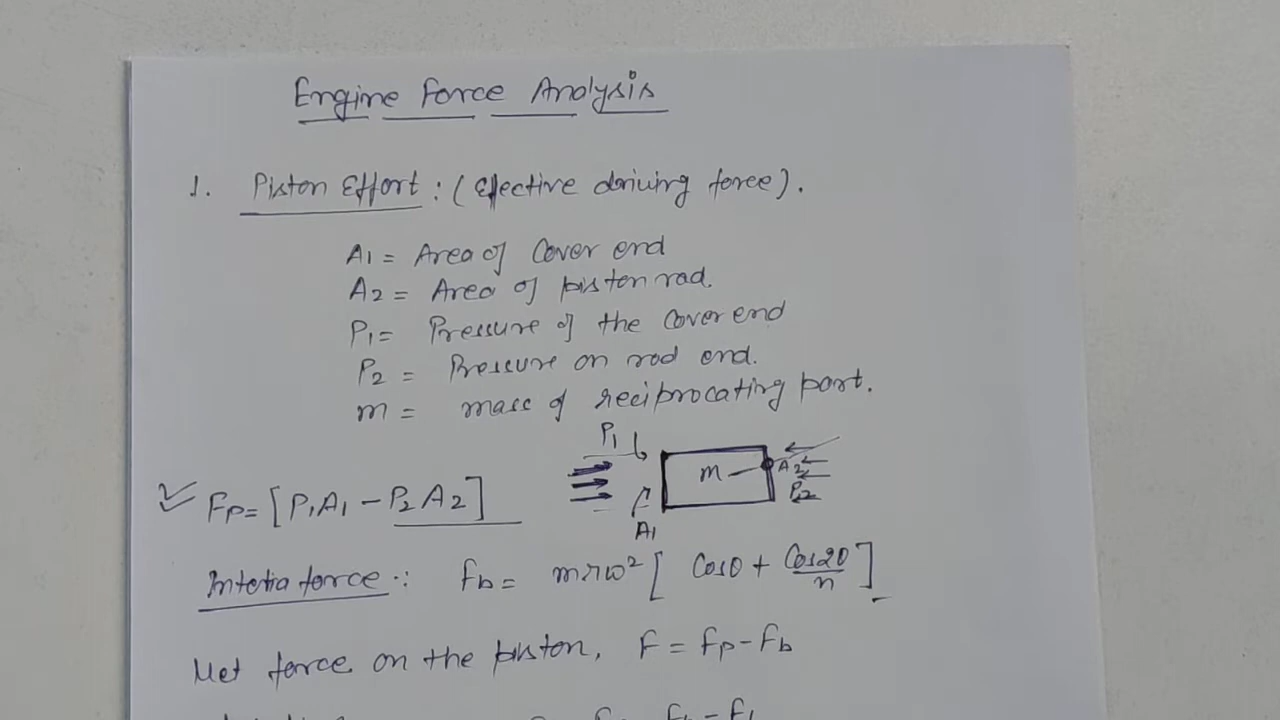 Engine Force Analysis
1. Piston Effort : (Effective driving force).
A1 = Area of Cover end
A2 = Area of piston rod.
P1 = Pressure of the cover end
P2 = Pressure on rod end.
m = mass of reciprocating part.
P1
m
A2
P2
A1
Fp = [P1A1 - P2A2]
Intertia force :. Fb = mrω² [Cosθ + Cos2θ/n]
Net force on the piston, F = Fp - Fb